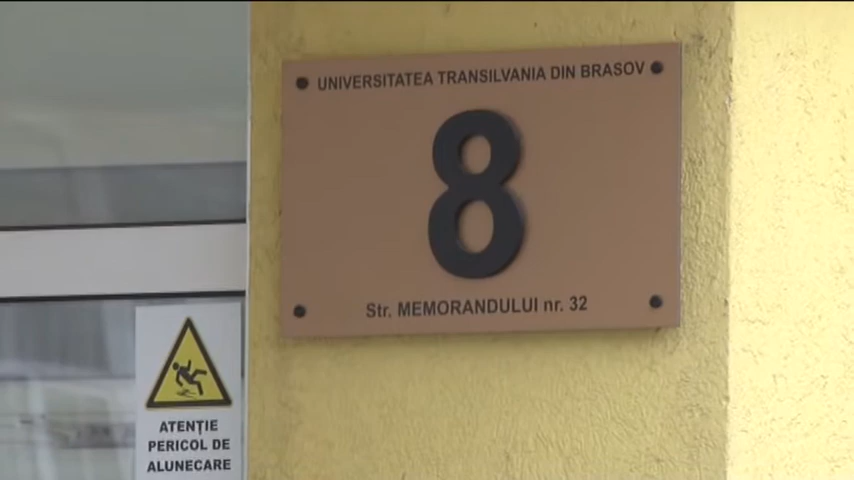 UNIVERSITATEA TRANSILVANIA DIN BRASOV
8
Str. MEMORANDULUI nr. 32
ATENȚIE
PERICOL DE
ALUNECARE